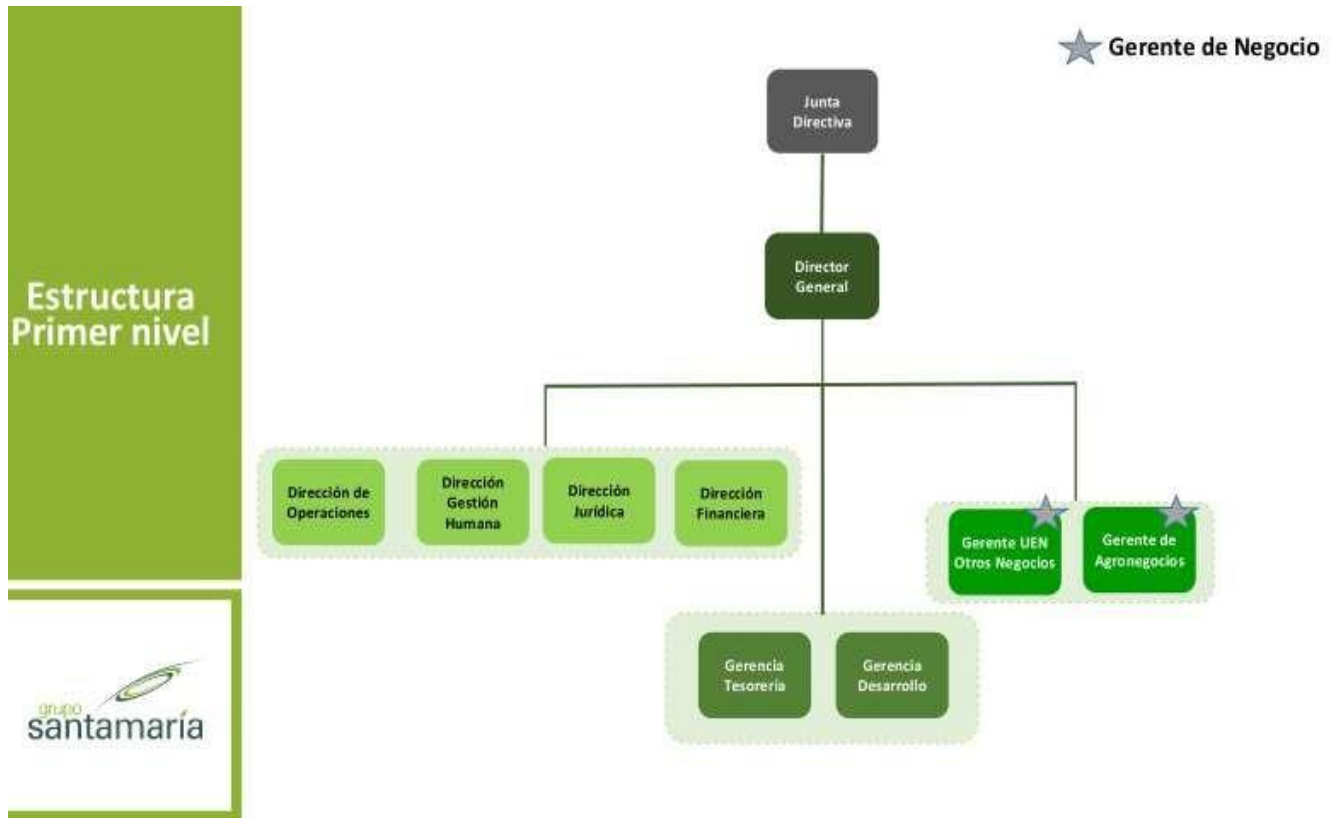 Gerente de Negocio
Junta
Directiva
Director
General
Estructura
Primer nivel
Dirección de
Operaciones
Dirección
Gestión
Humana
Dirección
Jurídica
Dirección
Financiera
Gerente UEN
Otros Negocios
Gerente de
Agronegocios
Gerencia
Tesorería
Gerencia
Desarrollo
grupo
santamaría